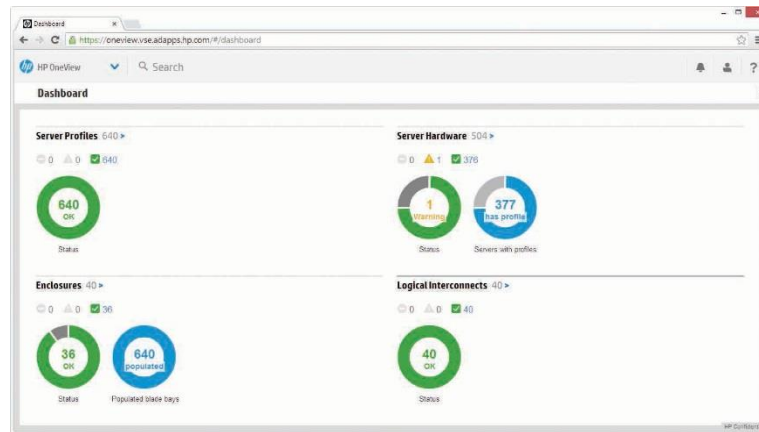 Dashboard
https://oneview.vse.adapps.hp.com/#/dashboard
hp HP OneView Search ?
Dashboard
Server Profiles 640 >
0 0 640
640
OK
Status
Server Hardware 504 >
0 1 376
1
Warning
Status
377
has profile
Servers with profiles
Enclosures 40 >
0 0 36
36
OK
Status
640
populated
Populated blade bays
Logical Interconnects 40 >
0 0 40
40
OK
Status